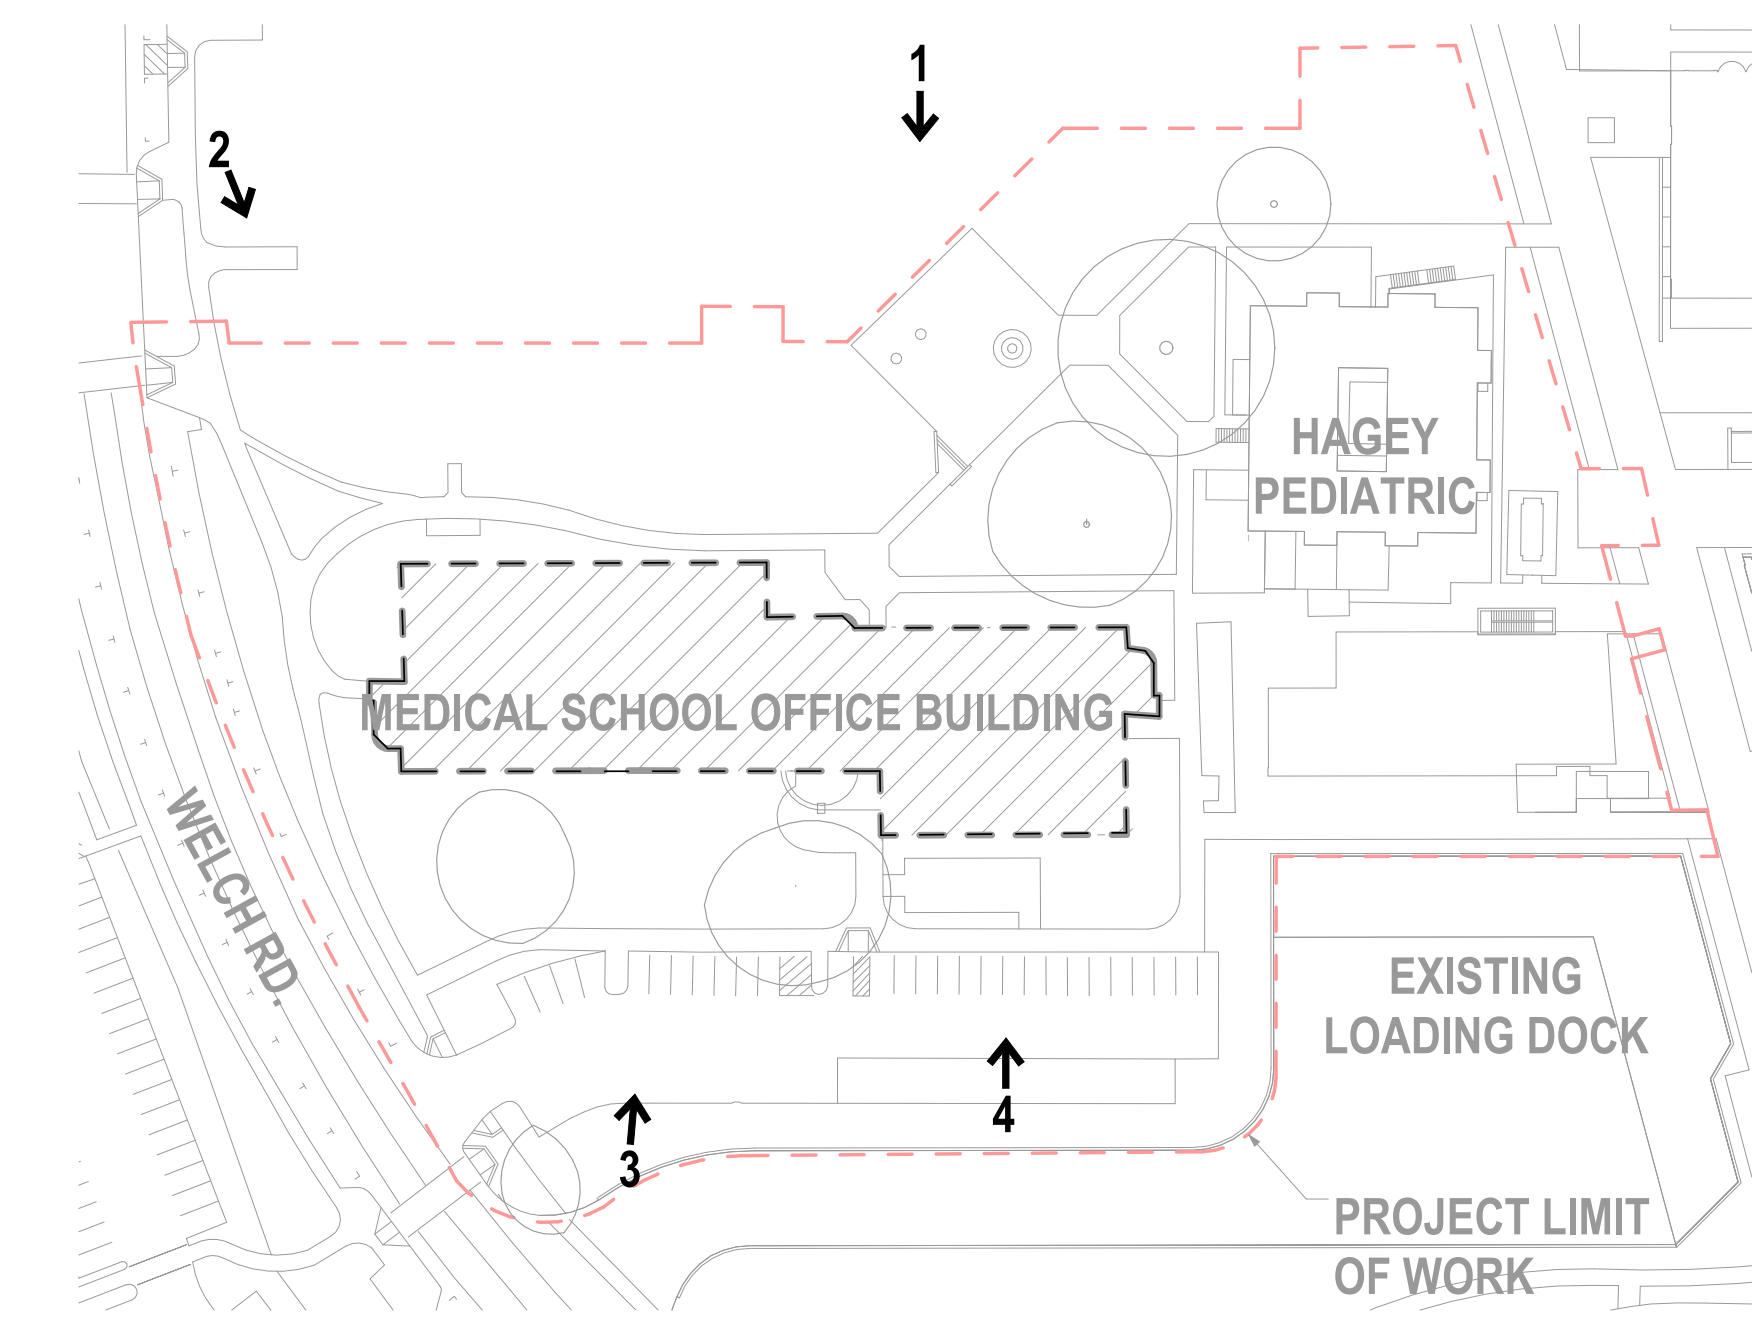 1
2
HAGEY
PEDIATRIC
MEDICAL SCHOOL OFFICE BUILDING
WELCH RD.
EXISTING
LOADING DOCK
4
3
PROJECT LIMIT
OF WORK